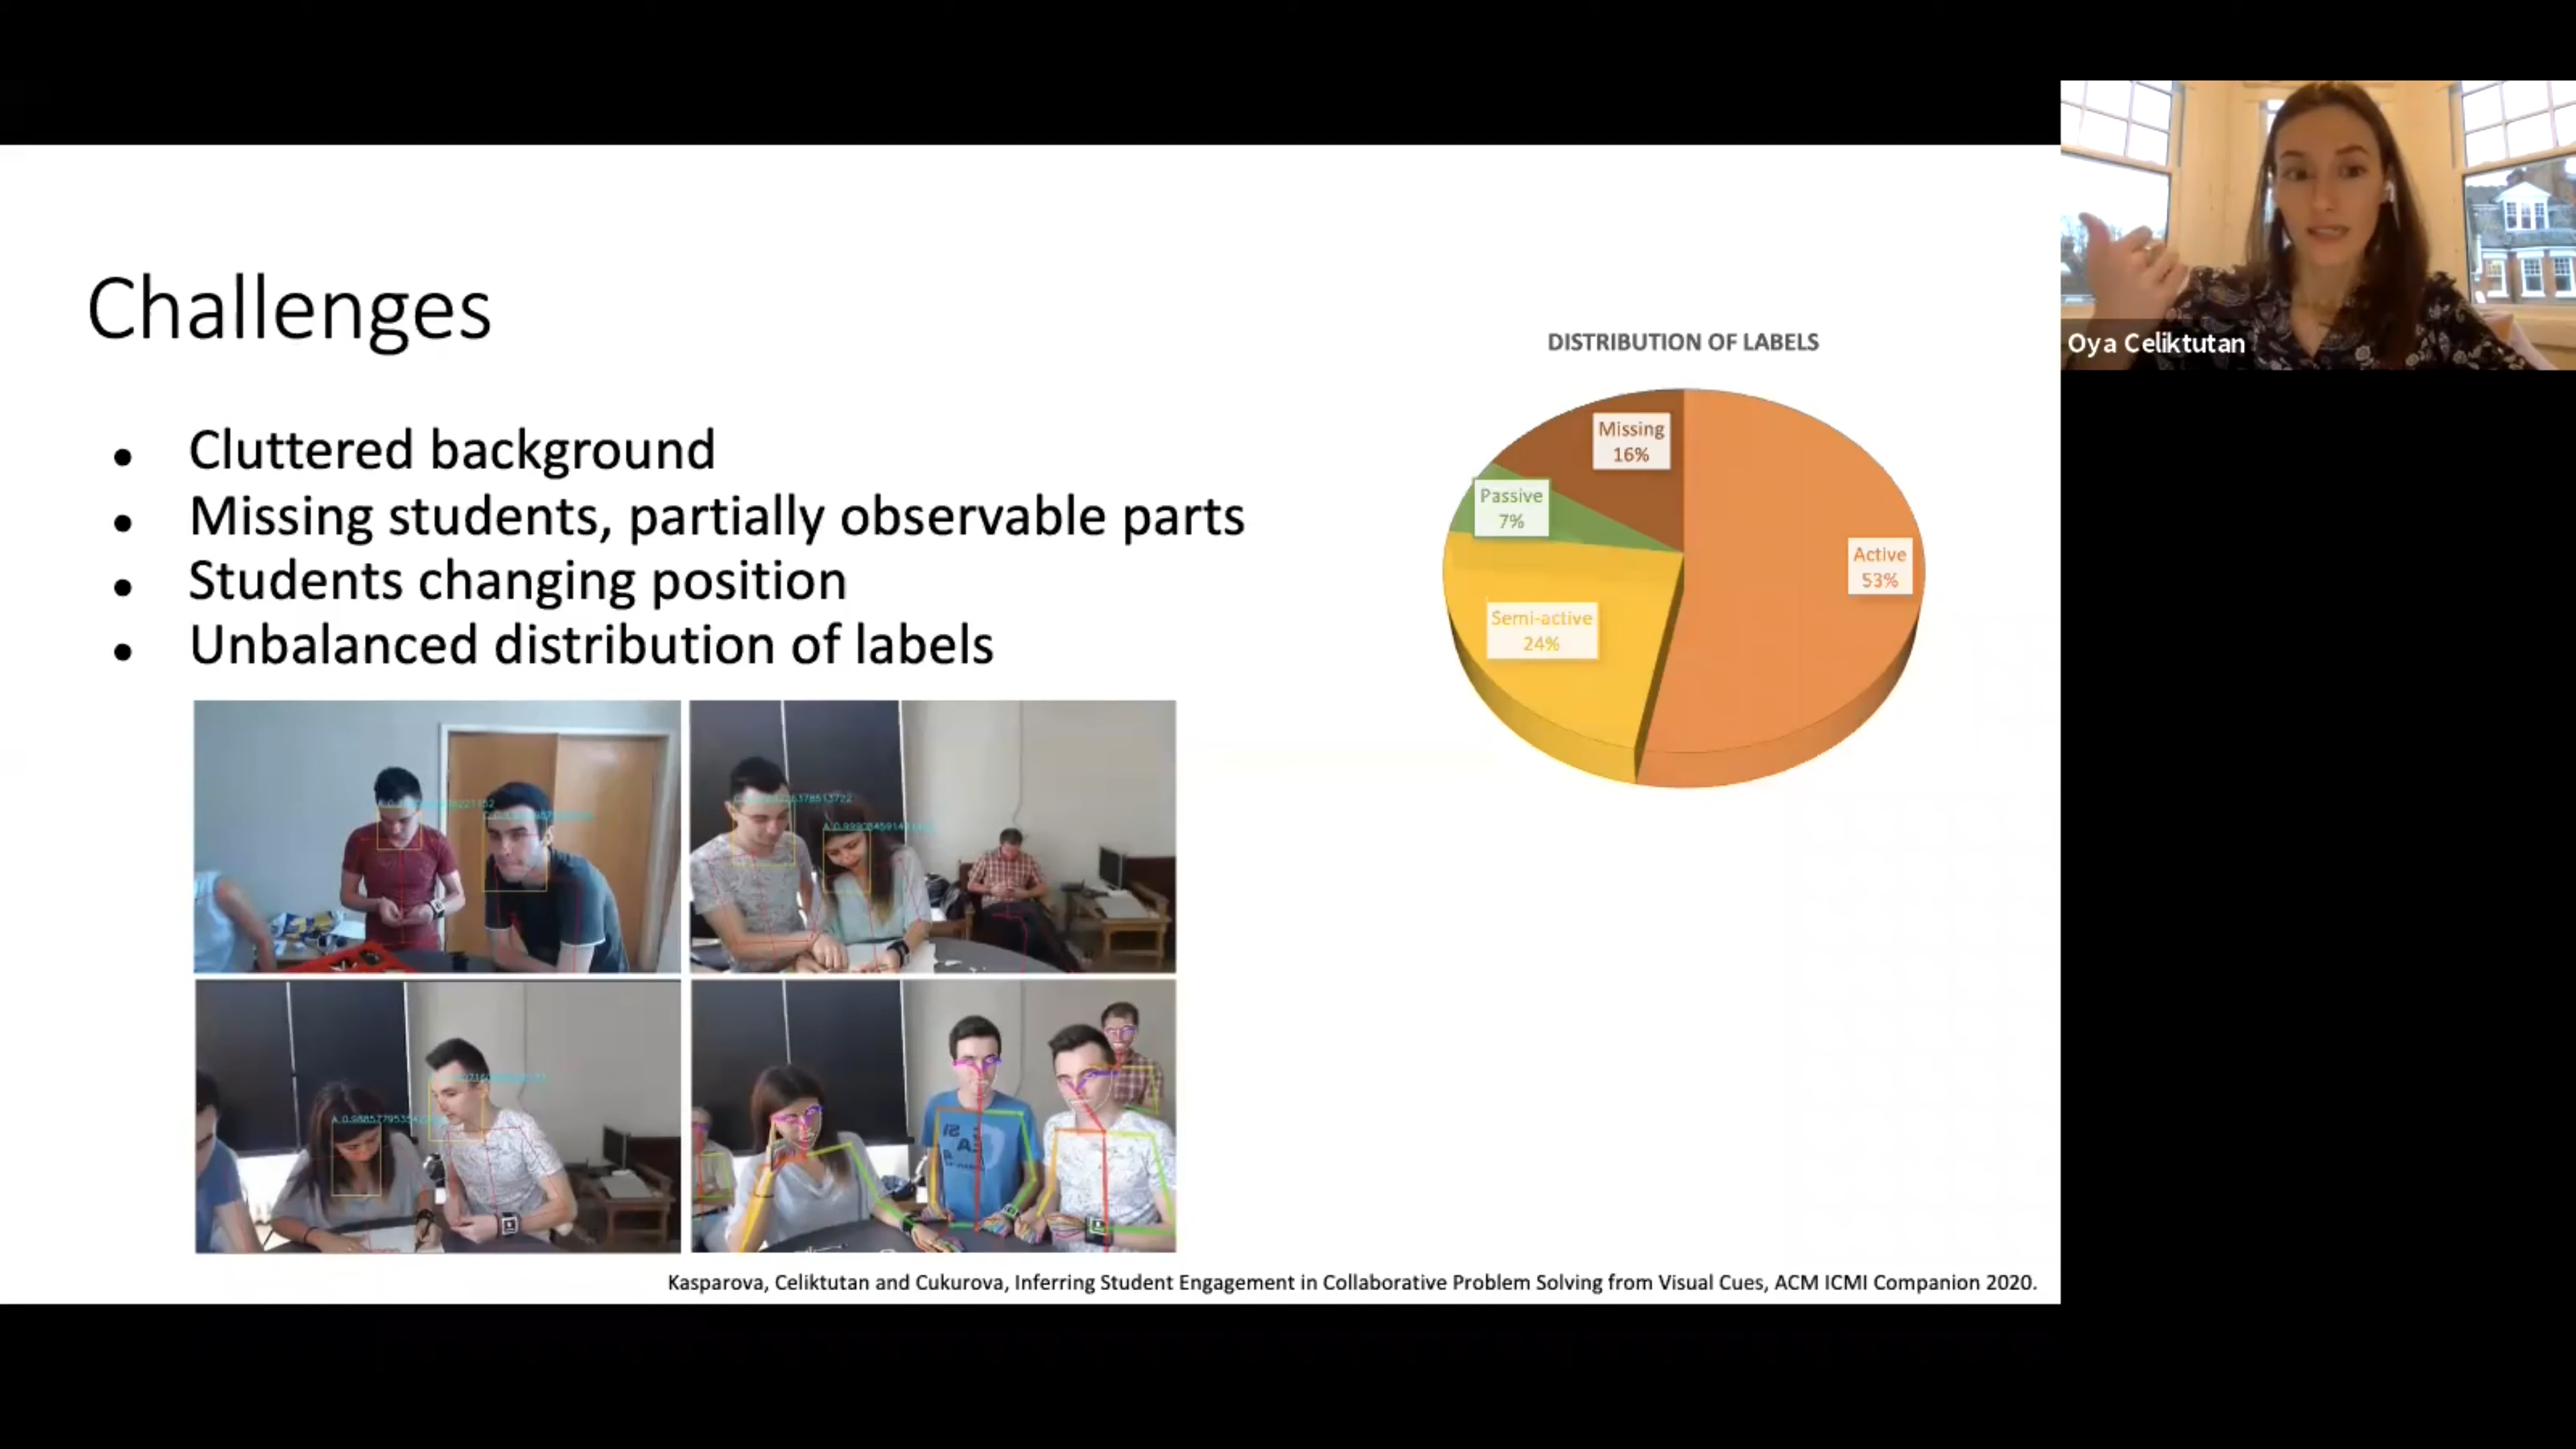 Challenges
DISTRIBUTION OF LABELS
Oya Celiktutan
• Cluttered background
• Missing students, partially observable parts
• Students changing position
• Unbalanced distribution of labels
Missing
16%
Passive
7%
Active
53%
Semi-active
24%
Kasparova, Celiktutan and Cukurova, Inferring Student Engagement in Collaborative Problem Solving from Visual Cues, ACM ICMI Companion 2020.